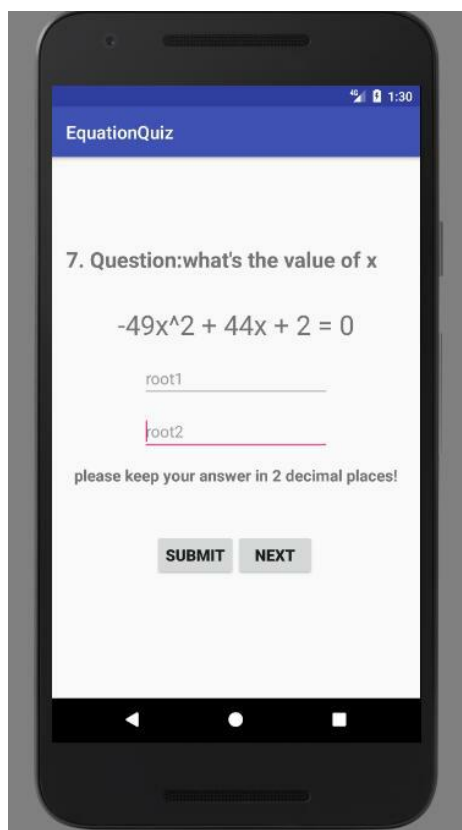 4G 1:30
EquationQuiz
7. Question:what's the value of x
-49x^2 + 44x + 2 = 0
root1
root2
please keep your answer in 2 decimal places!
SUBMIT NEXT